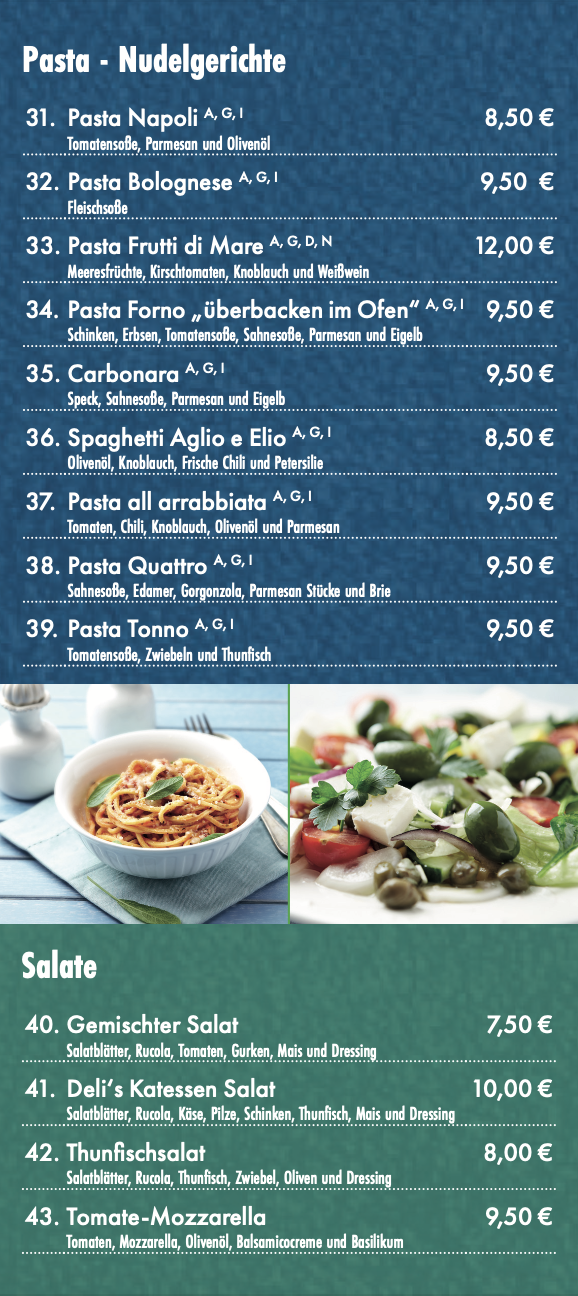 Pasta - Nudelgerichte
31. Pasta Napoli A, G, I 8,50 €
Tomatensoße, Parmesan und Olivenöl
32. Pasta Bolognese A, G, I 9,50 €
Fleischsoße
33. Pasta Frutti di Mare A, G, D, N 12,00 €
Meeresfrüchte, Kirschtomaten, Knoblauch und Weißwein
34. Pasta Forno „überbacken im Ofen“ A, G, I 9,50 €
Schinken, Erbsen, Tomatensoße, Sahnesoße, Parmesan und Eigelb
35. Carbonara A, G, I 9,50 €
Speck, Sahnesoße, Parmesan und Eigelb
36. Spaghetti Aglio e Elio A, G, I 8,50 €
Olivenöl, Knoblauch, Frische Chili und Petersilie
37. Pasta all arrabbiata A, G, I 9,50 €
Tomaten, Chili, Knoblauch, Olivenöl und Parmesan
38. Pasta Quattro A, G, I 9,50 €
Sahnesoße, Edamer, Gorgonzola, Parmesan Stücke und Brie
39. Pasta Tonno A, G, I 9,50 €
Tomatensoße, Zwiebeln und Thunfisch
Salate
40. Gemischter Salat 7,50 €
Salatblätter, Rucola, Tomaten, Gurken, Mais und Dressing
41. Deli’s Katessen Salat 10,00 €
Salatblätter, Rucola, Käse, Pilze, Schinken, Thunfisch, Mais und Dressing
42. Thunfischsalat 8,00 €
Salatblätter, Rucola, Thunfisch, Zwiebel, Oliven und Dressing
43. Tomate-Mozzarella 9,50 €
Tomaten, Mozzarella, Olivenöl, Balsamicocreme und Basilikum